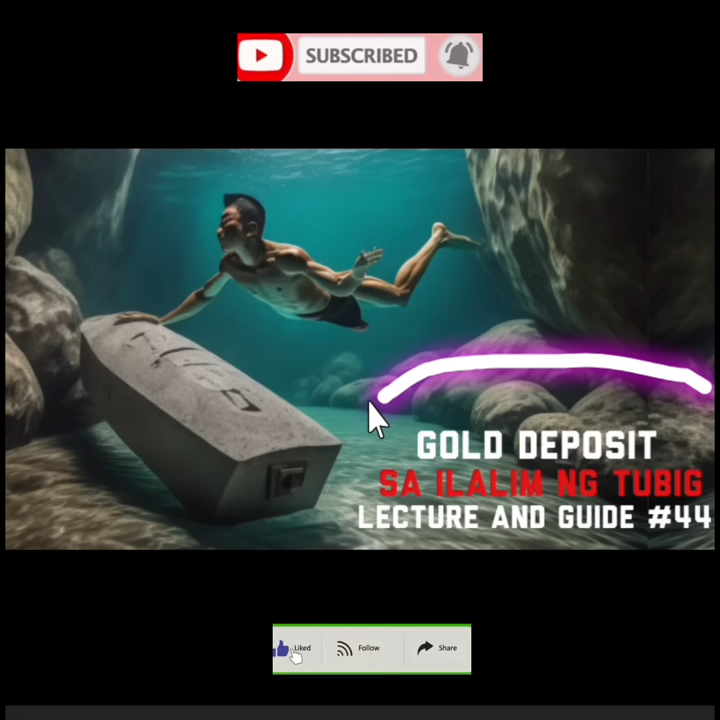 SUBSCRIBED
GOLD DEPOSIT
SA ILALIM NG TUBIG
LECTURE AND GUIDE #44
Liked Follow Share